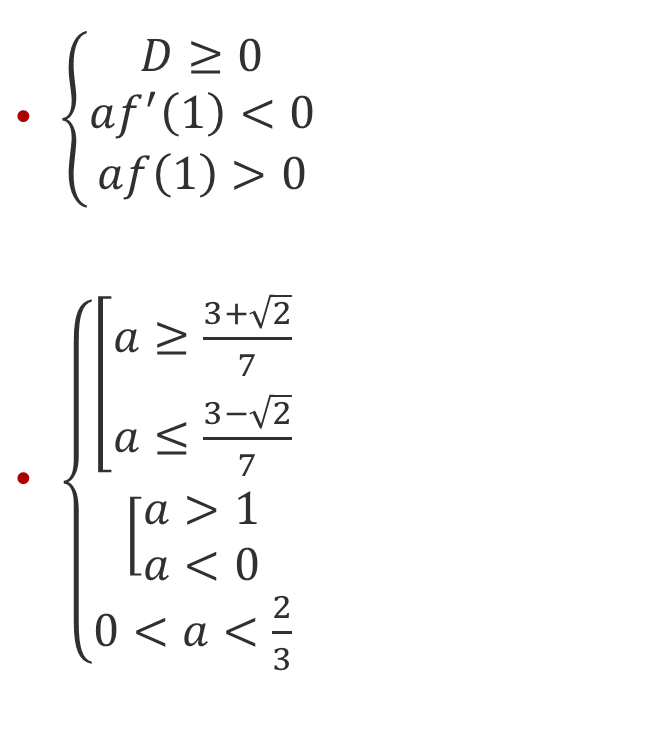 • { D ≥ 0
af′(1) < 0
af(1) > 0
• { [ a ≥ (3+√2)/7
a ≤ (3−√2)/7
[ a > 1
a < 0
0 < a < 2/3